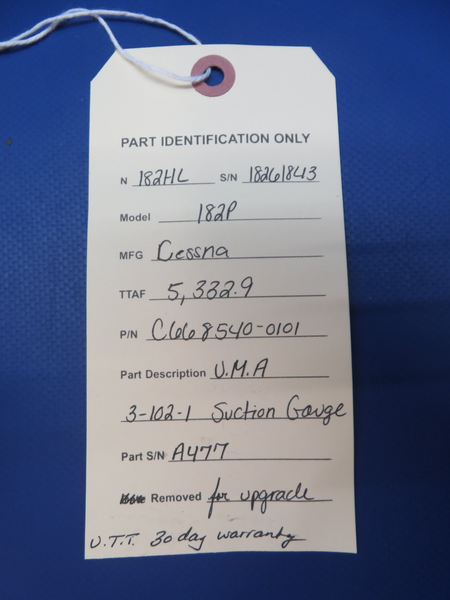 PART IDENTIFICATION ONLY
N 182HL S/N 18261843
Model 182P
MFG Cessna
TTAF 5,332.9
P/N C668540-0101
Part Description U.M.A
3-102-1 Suction Gauge
Part S/N A477
Removed for upgrade
U.T.T. 30 day warranty